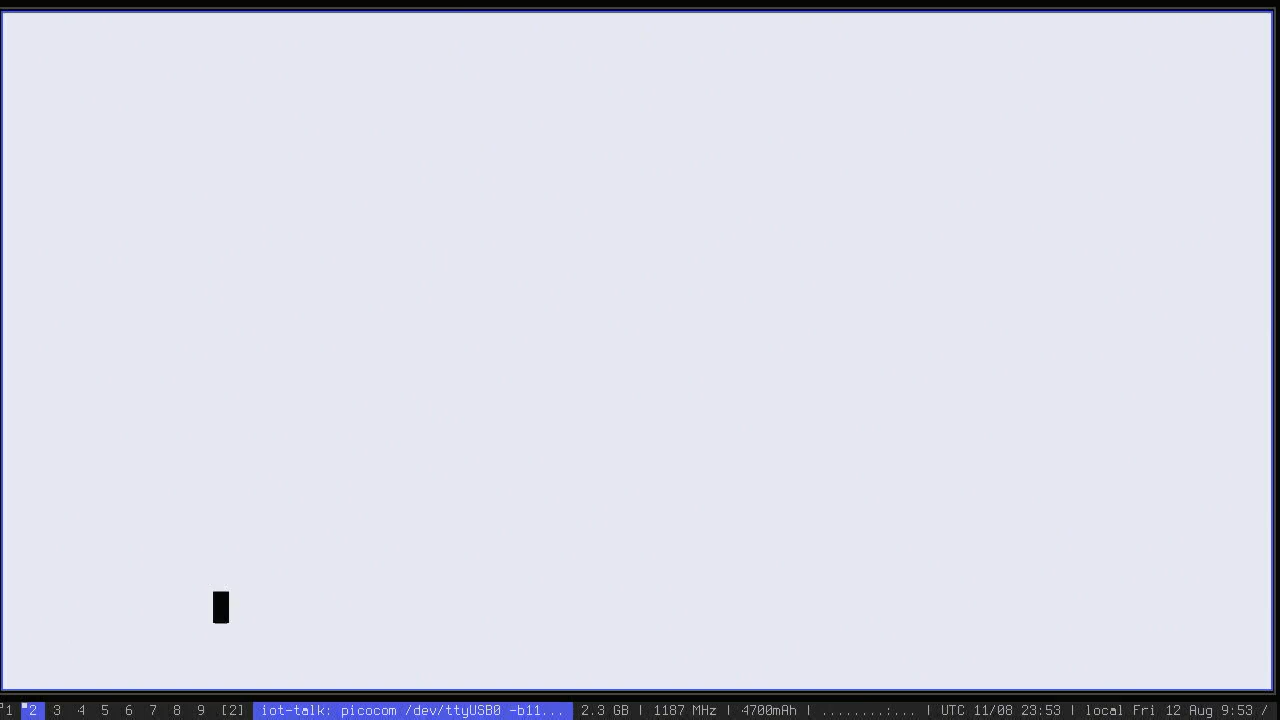 1 2 3 4 5 6 7 8 9 [2] iot-talk: picocom /dev/ttyUSB0 -b11... 2.3 GB | 1187 MHz | 4700mAh | ........:... | UTC 11/08 23:53 | local Fri 12 Aug 9:53 /